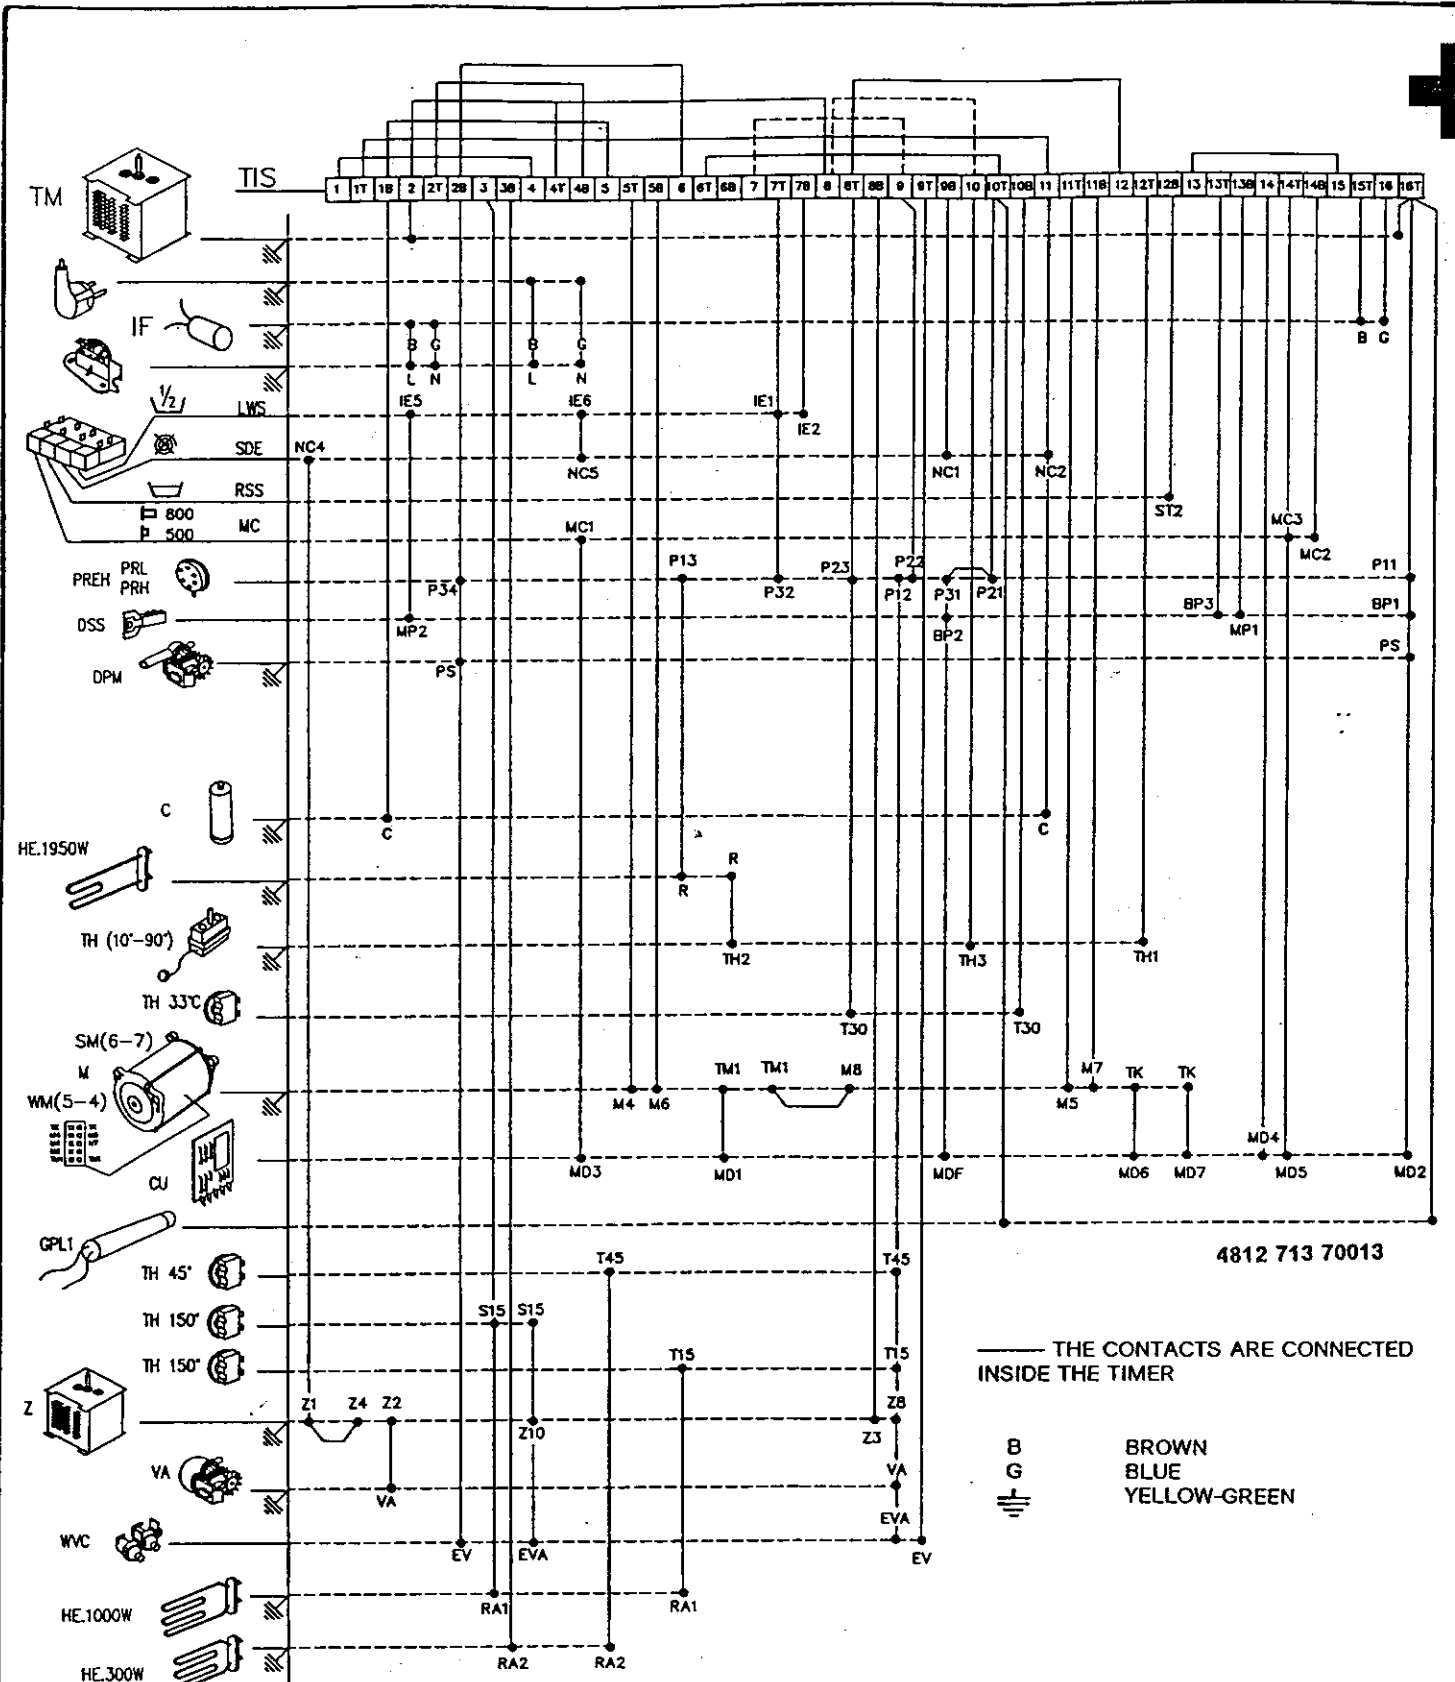 TM
TIS
1 1T 1B 2 2T 2B 3 3B 4 4T 4B 5 5T 5B 6 6T 6B 7 7T 7B 8 8T 8B 9 9T 9B 10 10T 10B 11 11T 11B 12 12T 12B 13 13T 13B 14 14T 14B 15 15T 16 16T
IF
B G B G B G
L N L N
1/2 LWS IE5 IE6 IE1 IE2
SDE NC4 NC5 NC1 NC2
RSS ST2
800
500
MC MC1 MC3 MC2
PREH PRL
PRH
P34 P13 P32 P23 P12 P22 P31 P21 P11
DSS MP2 BP2 BP3 MP1 BP1
DPM PS PS
C C C
HE.1950W R R
TH (10°-90°) TH2 TH3 TH1
TH 33°C T30 T30
SM(6-7)
M
WM(5-4)
M4 M6 TM1 TM1 M8 M5 M7 TK TK
CU MD3 MD1 MDF MD6 MD7 MD4 MD5 MD2
GPL1
4812 713 70013
TH 45° T45 T45
TH 150° S15 S15
TH 150° T15 T15
THE CONTACTS ARE CONNECTED
INSIDE THE TIMER
Z Z1 Z4 Z2 Z10 Z3 Z8
VA VA VA
B BROWN
G BLUE
YELLOW-GREEN
WVC EV EVA EVA EV
HE.1000W RA1 RA1
HE.300W RA2 RA2